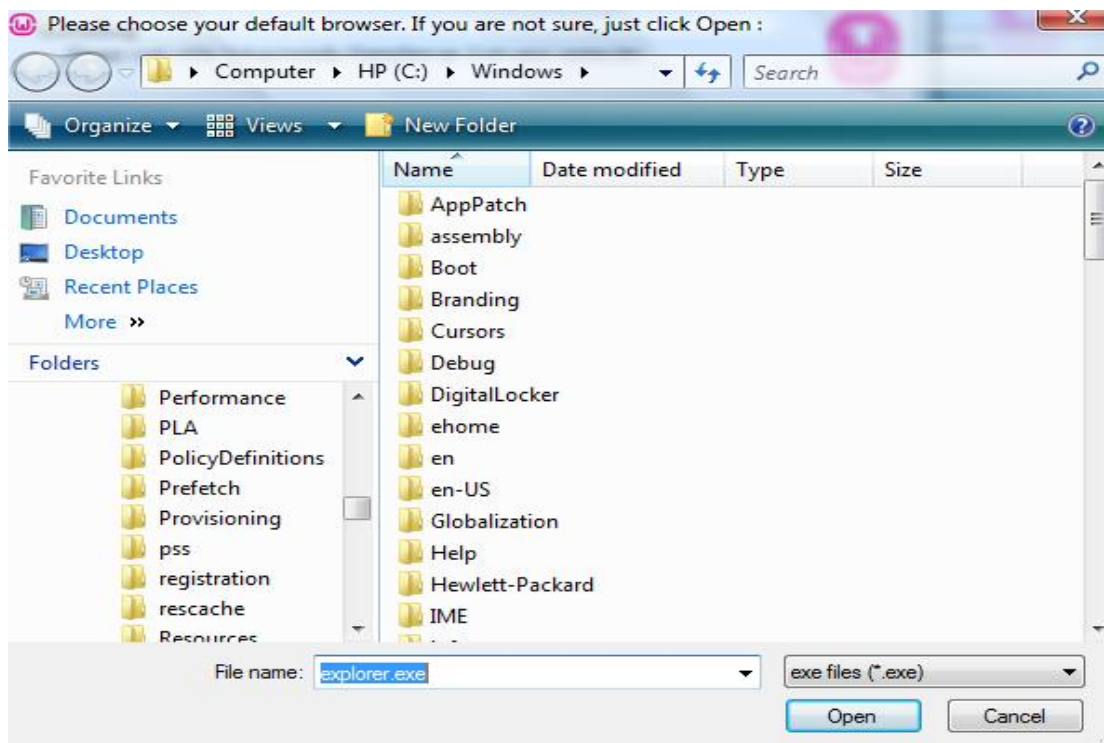 Please choose your default browser. If you are not sure, just click Open :
Computer HP (C:) Windows Search
Organize Views New Folder
Favorite Links
Documents
Desktop
Recent Places
More »
Folders
Performance
PLA
PolicyDefinitions
Prefetch
Provisioning
pss
registration
rescache
Resources
Name Date modified Type Size
AppPatch
assembly
Boot
Branding
Cursors
Debug
DigitalLocker
ehome
en
en-US
Globalization
Help
Hewlett-Packard
IME
File name: explorer.exe exe files (*.exe)
Open Cancel